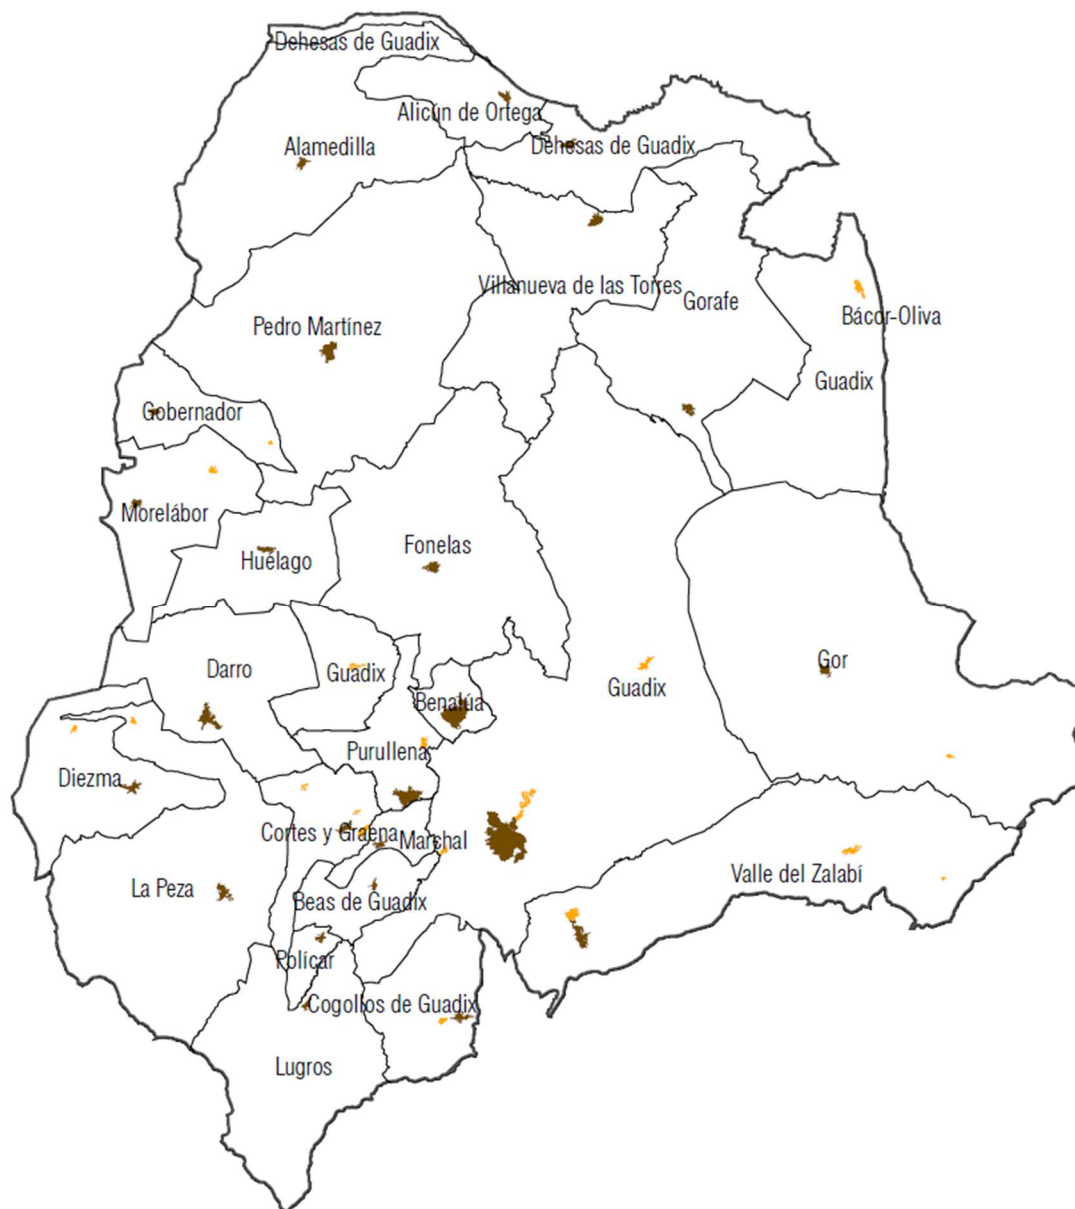 Dehesas de Guadix
Alicún de Ortega
Alamedilla
Dehesas de Guadix
Villanueva de las Torres
Gorafe
Bácor-Oliva
Pedro Martínez
Guadix
Gobernador
Morelábor
Huélago
Fonelas
Darro
Guadix
Gor
Guadix
Benalúa
Purullena
Diezma
Cortes y Graena
Marchal
Valle del Zalabí
La Peza
Beas de Guadix
Polícar
Cogollos de Guadix
Lugros